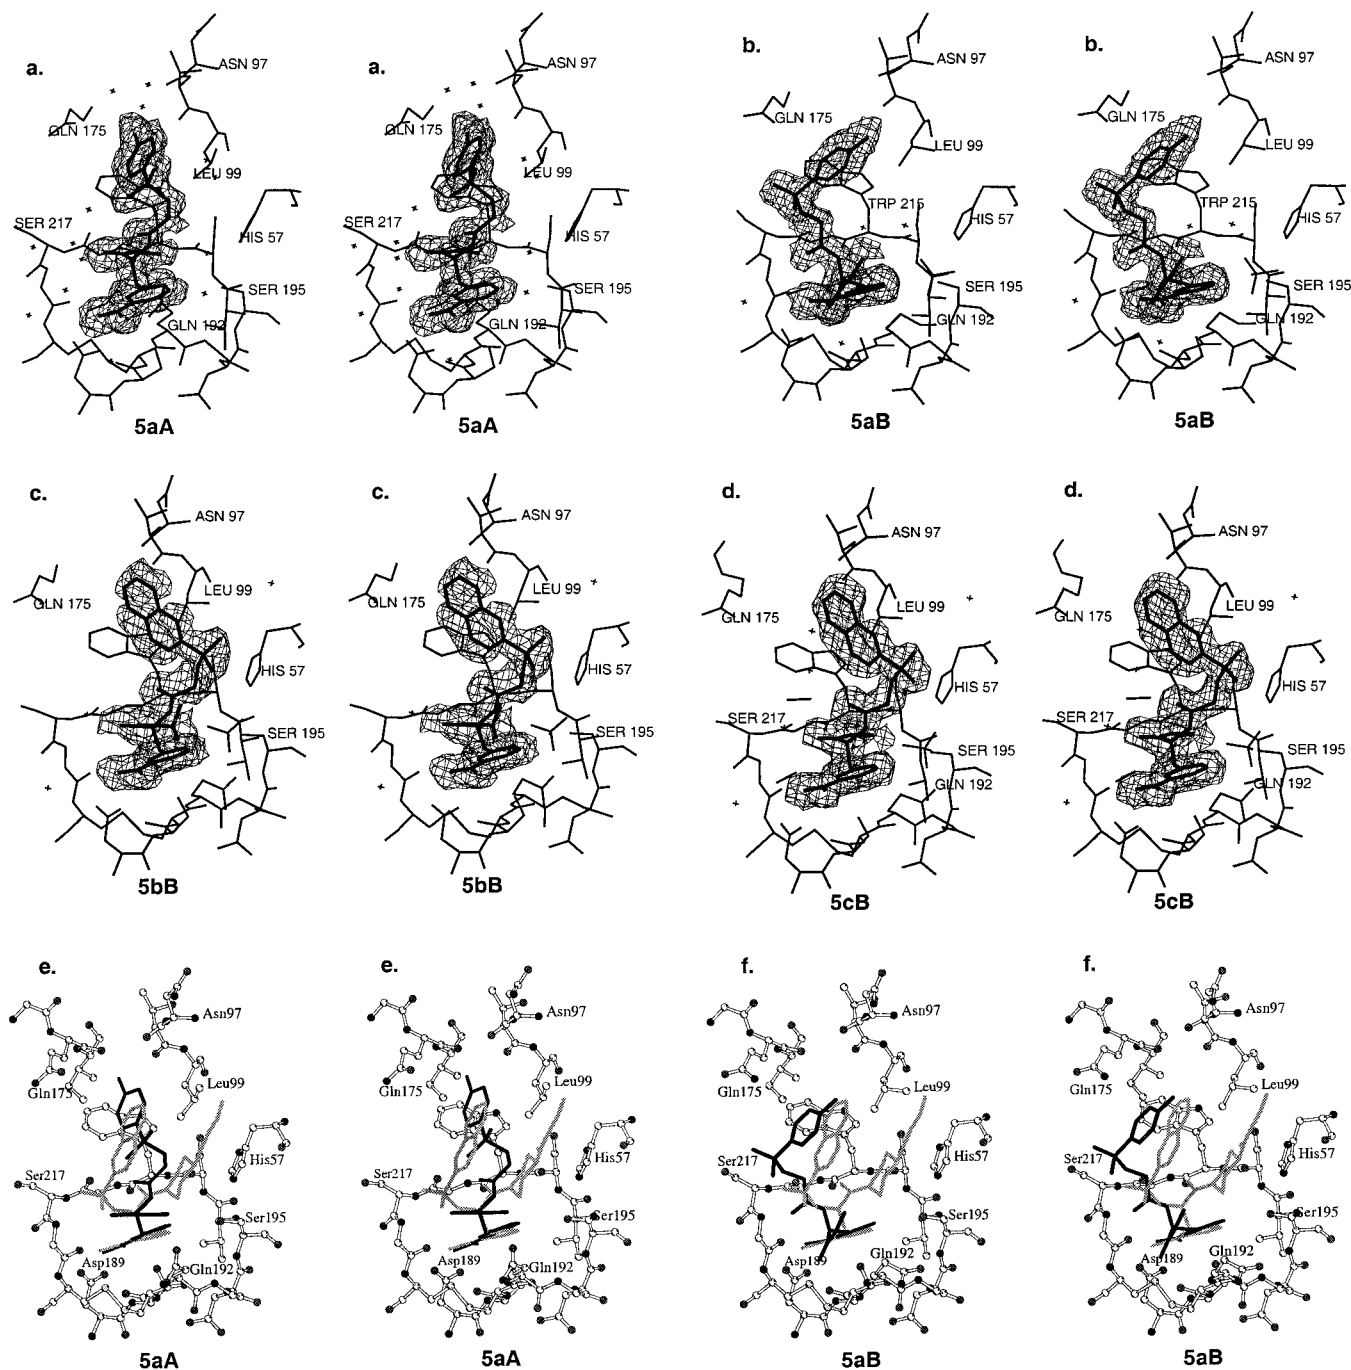 a.
ASN 97
GLN 175
LEU 99
SER 217
HIS 57
SER 195
GLN 192
5aA
a.
ASN 97
GLN 175
LEU 99
SER 217
HIS 57
SER 195
GLN 192
5aA
b.
ASN 97
GLN 175
LEU 99
TRP 215
HIS 57
SER 195
GLN 192
5aB
b.
ASN 97
GLN 175
LEU 99
TRP 215
HIS 57
SER 195
GLN 192
5aB
c.
ASN 97
GLN 175
LEU 99
HIS 57
SER 195
5bB
c.
ASN 97
GLN 175
LEU 99
HIS 57
SER 195
5bB
d.
ASN 97
GLN 175
LEU 99
HIS 57
SER 217
SER 195
GLN 192
5cB
d.
ASN 97
GLN 175
LEU 99
HIS 57
SER 217
SER 195
GLN 192
5cB
e.
Asn97
Gln175
Leu99
His57
Ser217
Ser195
Asp189
Gln192
5aA
e.
Asn97
Gln175
Leu99
His57
Ser217
Ser195
Asp189
Gln192
5aA
f.
Asn97
Gln175
Leu99
His57
Ser217
Ser195
Asp189
Gln192
5aB
f.
Asn97
Gln175
Leu99
His57
Ser217
Ser195
Asp189
Gln192
5aB